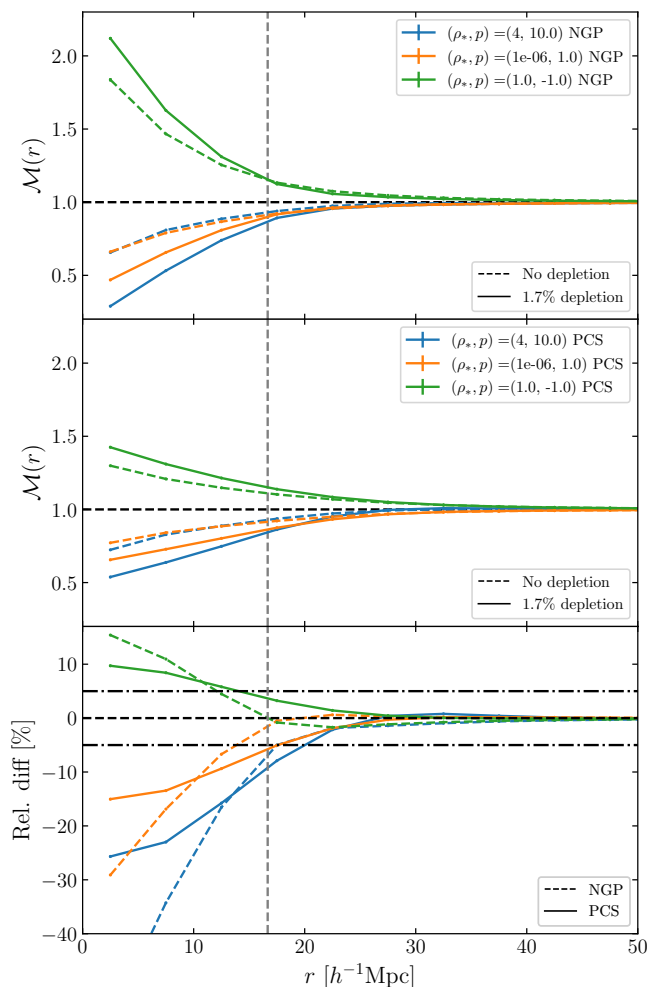 (ρ*, p) =(4, 10.0) NGP
(ρ*, p) =(1e-06, 1.0) NGP
(ρ*, p) =(1.0, -1.0) NGP
2.0
1.5
1.0
0.5
ℳ(r)
No depletion
1.7% depletion
(ρ*, p) =(4, 10.0) PCS
(ρ*, p) =(1e-06, 1.0) PCS
(ρ*, p) =(1.0, -1.0) PCS
2.0
1.5
1.0
0.5
ℳ(r)
No depletion
1.7% depletion
10
0
−10
−20
−30
−40
Rel. diff [%]
NGP
PCS
0 10 20 30 40 50
r [h⁻¹Mpc]